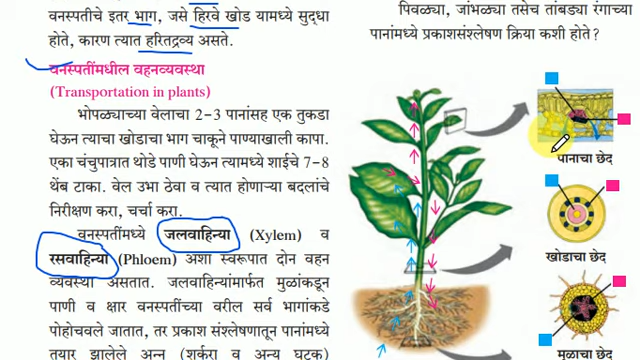 वनस्पतीचे इतर भाग, जसे हिरवे खोड यामध्ये सुद्धा
होते, कारण त्यात हरितद्रव्य असते.
वनस्पतींमधील वहनव्यवस्था
(Transportation in plants)
भोपळ्याच्या वेलाचा 2-3 पानांसह एक तुकडा
घेऊन त्याचा खोडाचा भाग चाकूने पाण्याखाली कापा.
एका चंचुपात्रात थोडे पाणी घेऊन त्यामध्ये शाईचे 7-8
थेंब टाका. वेल उभा ठेवा व त्यात होणाऱ्या बदलांचे
निरीक्षण करा, चर्चा करा.
वनस्पतींमध्ये जलवाहिन्या (Xylem) व
रसवाहिन्या (Phloem) अशा स्वरूपात दोन वहन
व्यवस्था असतात. जलवाहिन्यांमार्फत मुळांकडून
पाणी व क्षार वनस्पतींच्या वरील सर्व भागांकडे
पोहोचवले जातात, तर प्रकाश संश्लेषणातून पानांमध्ये
तयार झालेले अन्न (शर्करा व अन्य घटक)
पिवळ्या, जांभळ्या तसेच तांबड्या रंगाच्या
पानांमध्ये प्रकाशसंश्लेषण क्रिया कशी होते?
पानाचा छेद
खोडाचा छेद
मुळाचा छेद